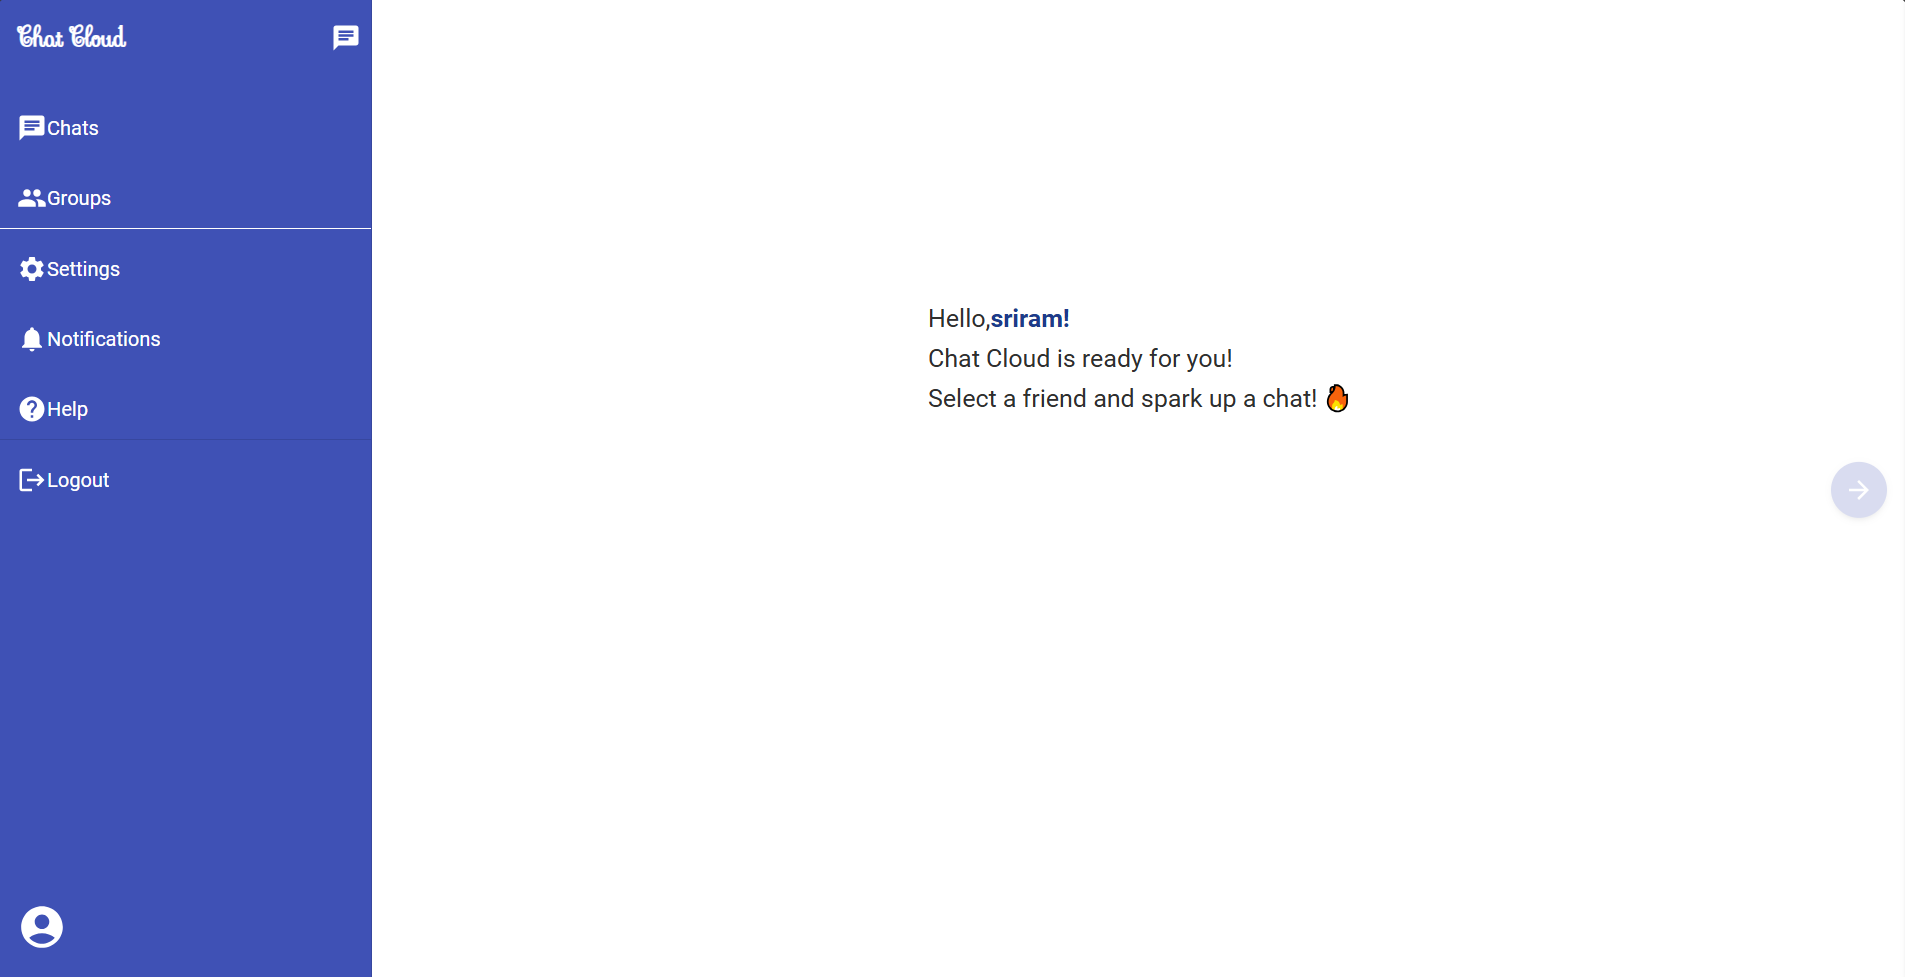 Chat Cloud
Chats
Groups
Settings
Notifications
Help
Logout
Hello,sriram!
Chat Cloud is ready for you!
Select a friend and spark up a chat! 🔥